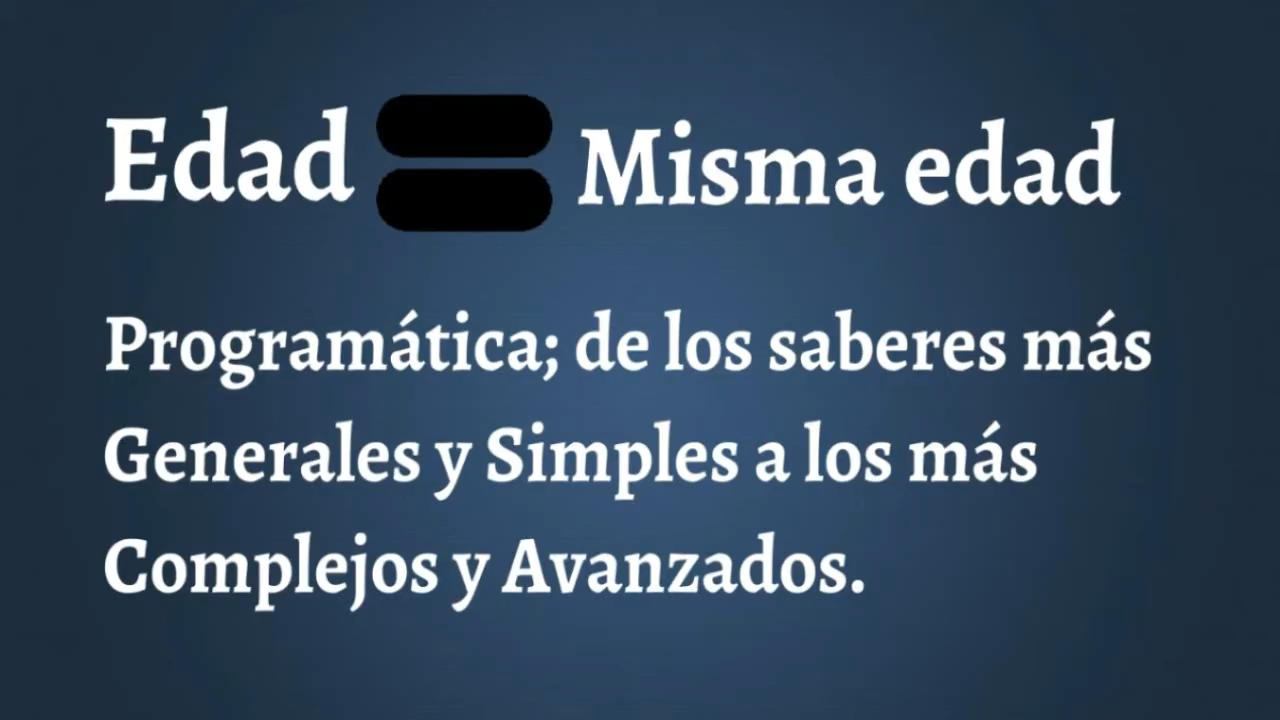 Edad = Misma edad
Programática; de los saberes más
Generales y Simples a los más
Complejos y Avanzados.